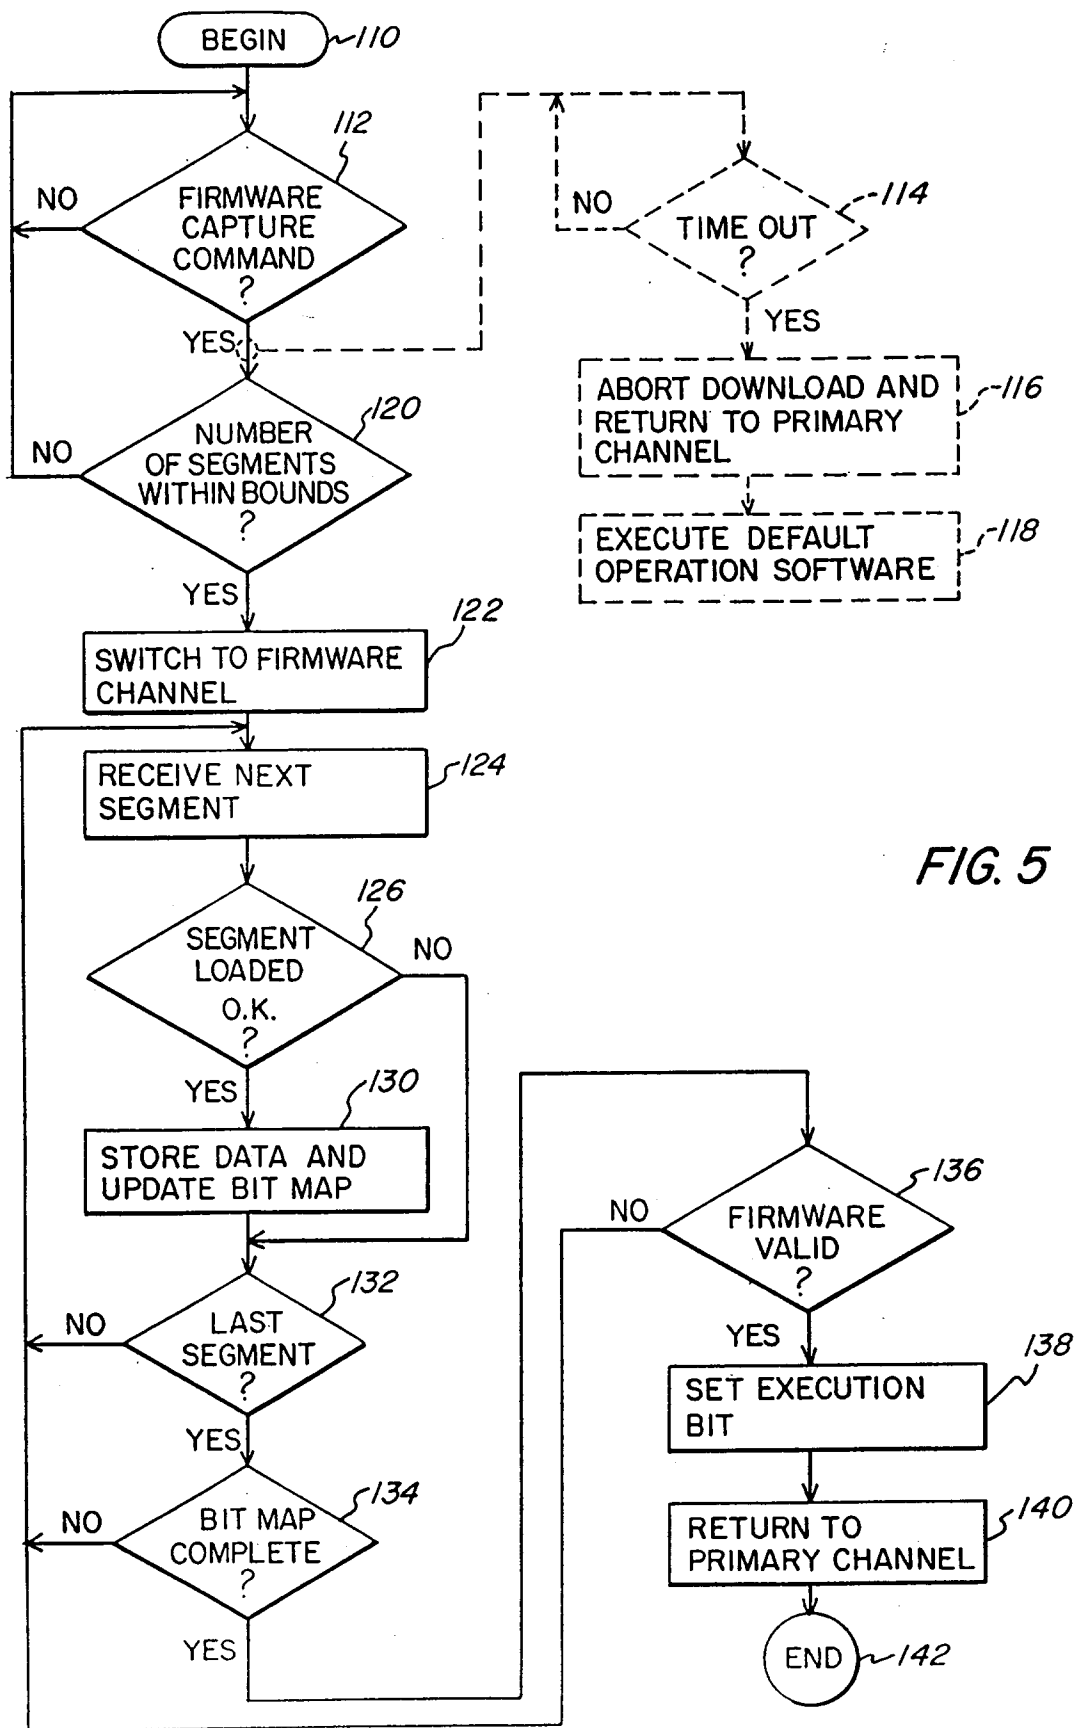 BEGIN
110
112
FIRMWARE
CAPTURE
COMMAND
?
NO
YES
114
TIME OUT
?
NO
YES
116
ABORT DOWNLOAD AND
RETURN TO PRIMARY
CHANNEL
118
EXECUTE DEFAULT
OPERATION SOFTWARE
120
NUMBER
OF SEGMENTS
WITHIN BOUNDS
?
NO
YES
122
SWITCH TO FIRMWARE
CHANNEL
124
RECEIVE NEXT
SEGMENT
FIG. 5
126
SEGMENT
LOADED
O.K.
?
NO
YES
130
STORE DATA AND
UPDATE BIT MAP
132
LAST
SEGMENT
?
NO
YES
134
BIT MAP
COMPLETE
?
NO
YES
136
FIRMWARE
VALID
?
NO
YES
138
SET EXECUTION
BIT
140
RETURN TO
PRIMARY CHANNEL
END
142